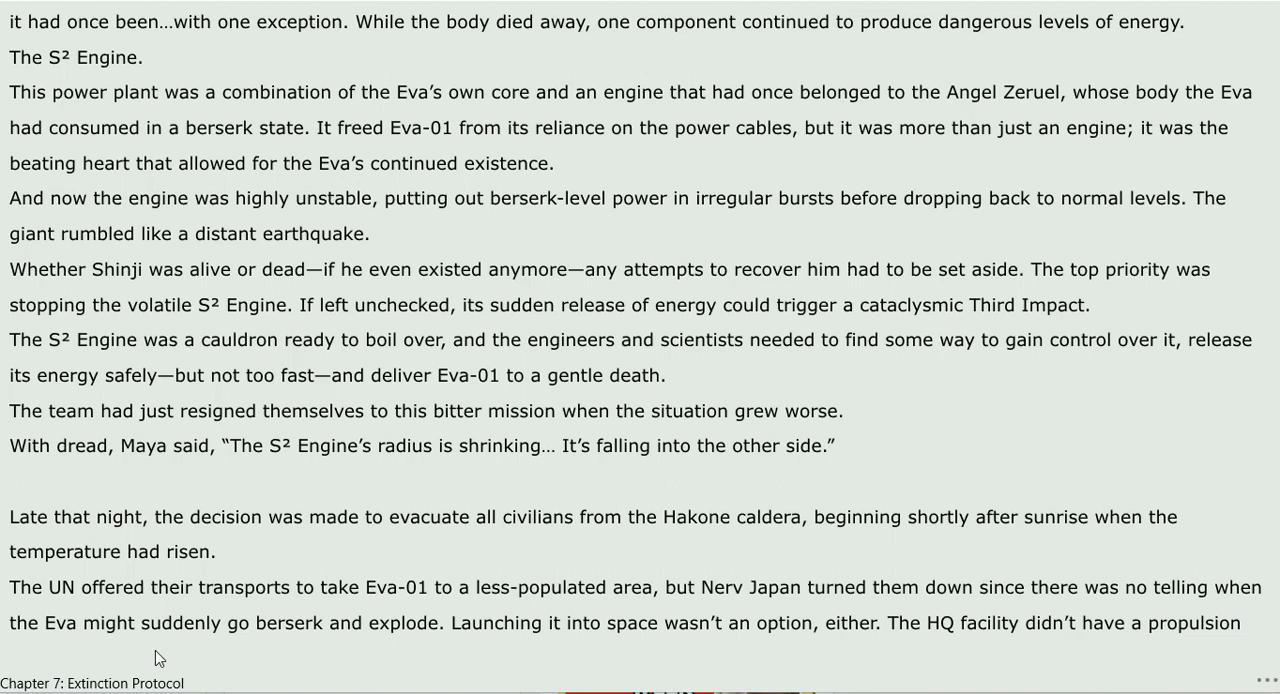 it had once been…with one exception. While the body died away, one component continued to produce dangerous levels of energy.
The S² Engine.
This power plant was a combination of the Eva’s own core and an engine that had once belonged to the Angel Zeruel, whose body the Eva
had consumed in a berserk state. It freed Eva-01 from its reliance on the power cables, but it was more than just an engine; it was the
beating heart that allowed for the Eva’s continued existence.
And now the engine was highly unstable, putting out berserk-level power in irregular bursts before dropping back to normal levels. The
giant rumbled like a distant earthquake.
Whether Shinji was alive or dead—if he even existed anymore—any attempts to recover him had to be set aside. The top priority was
stopping the volatile S² Engine. If left unchecked, its sudden release of energy could trigger a cataclysmic Third Impact.
The S² Engine was a cauldron ready to boil over, and the engineers and scientists needed to find some way to gain control over it, release
its energy safely—but not too fast—and deliver Eva-01 to a gentle death.
The team had just resigned themselves to this bitter mission when the situation grew worse.
With dread, Maya said, “The S² Engine’s radius is shrinking… It’s falling into the other side.”
Late that night, the decision was made to evacuate all civilians from the Hakone caldera, beginning shortly after sunrise when the
temperature had risen.
The UN offered their transports to take Eva-01 to a less-populated area, but Nerv Japan turned them down since there was no telling when
the Eva might suddenly go berserk and explode. Launching it into space wasn’t an option, either. The HQ facility didn’t have a propulsion
Chapter 7: Extinction Protocol